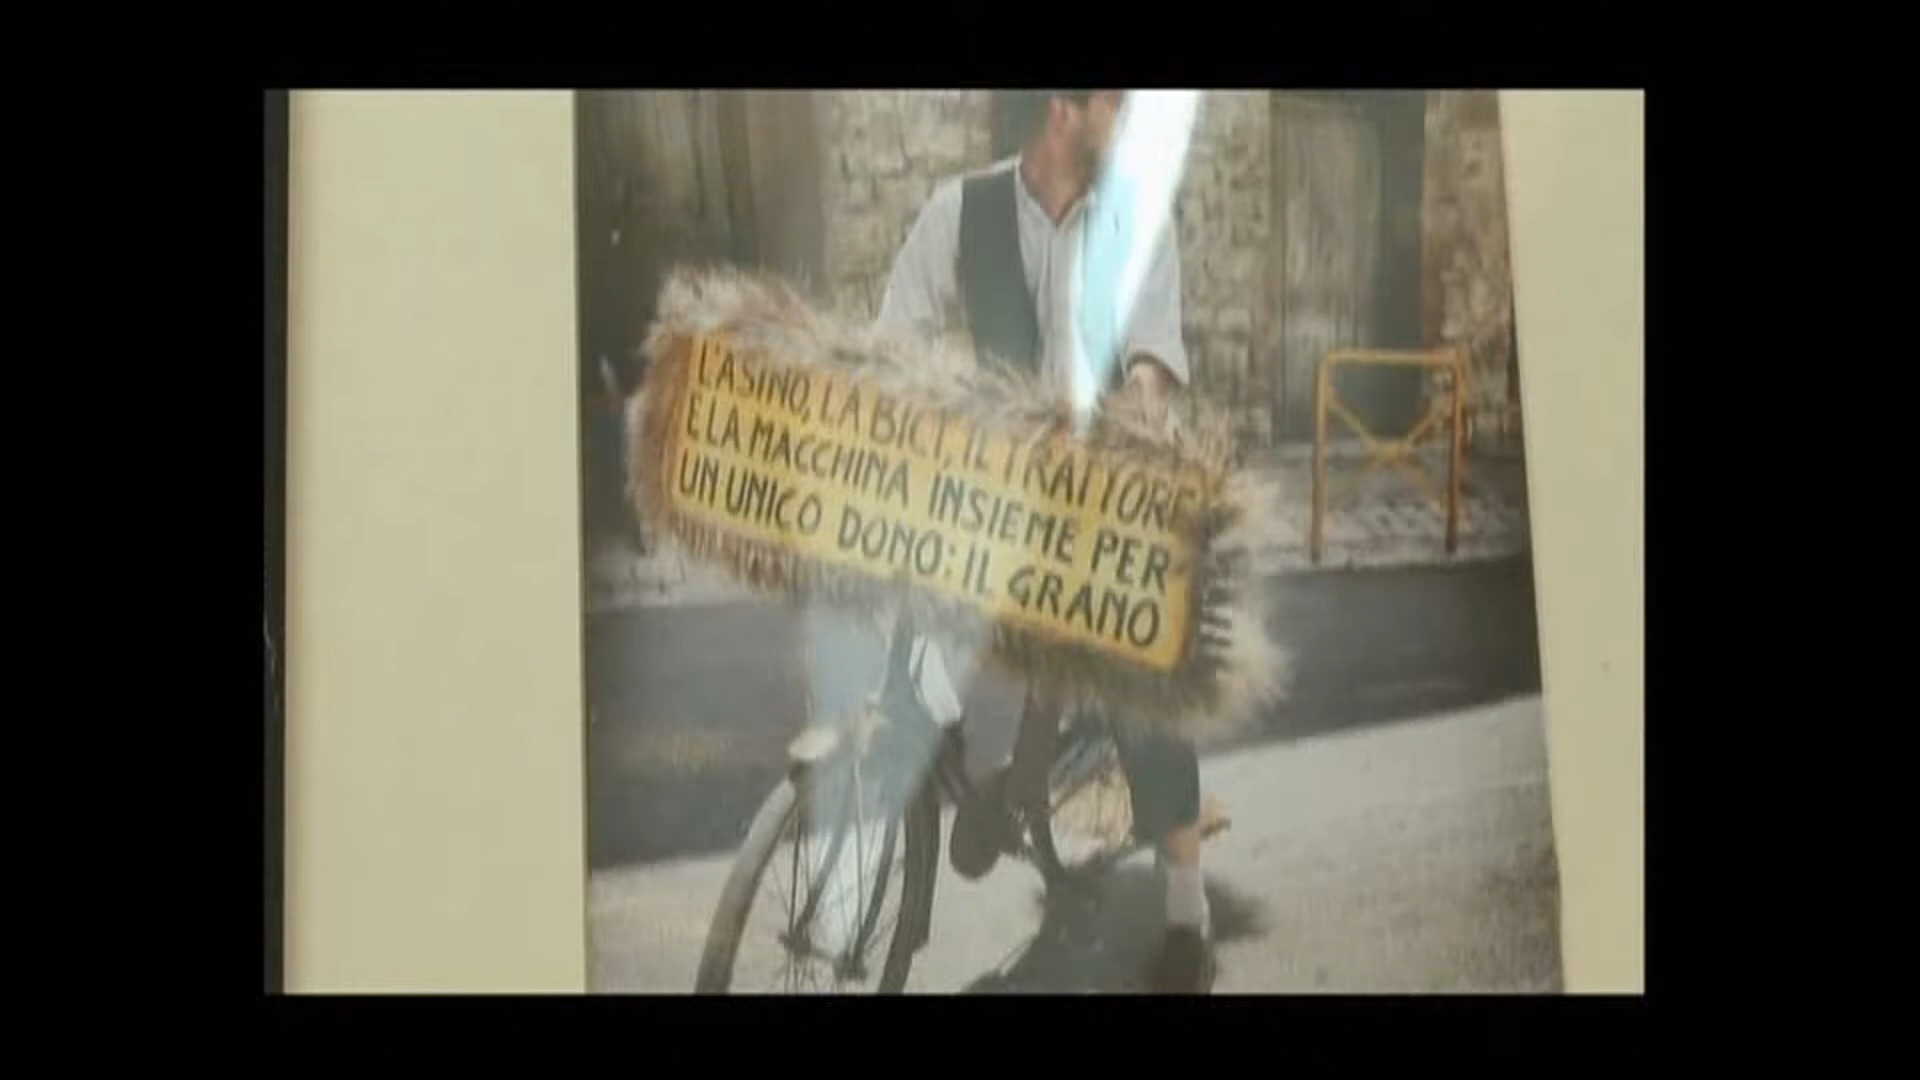 L'ASINO, LA BICI, IL TRATTORE
E LA MACCHINA INSIEME PER
UN UNICO DONO: IL GRANO